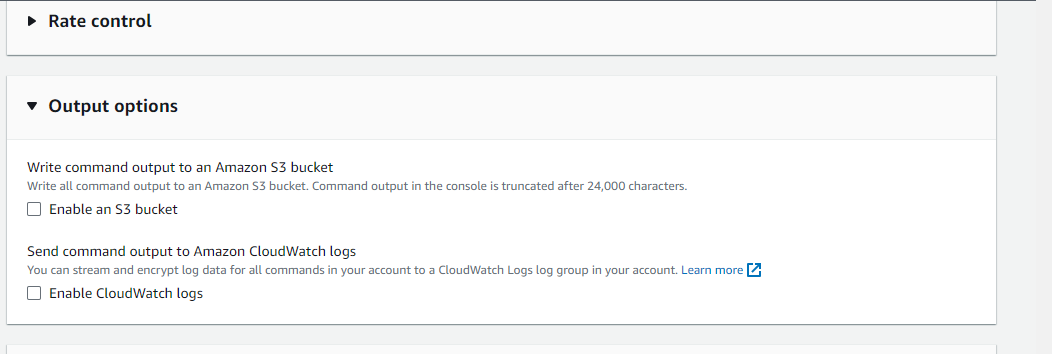 Rate control
Output options
Write command output to an Amazon S3 bucket
Write all command output to an Amazon S3 bucket. Command output in the console is truncated after 24,000 characters.
Enable an S3 bucket
Send command output to Amazon CloudWatch logs
You can stream and encrypt log data for all commands in your account to a CloudWatch Logs log group in your account. Learn more
Enable CloudWatch logs